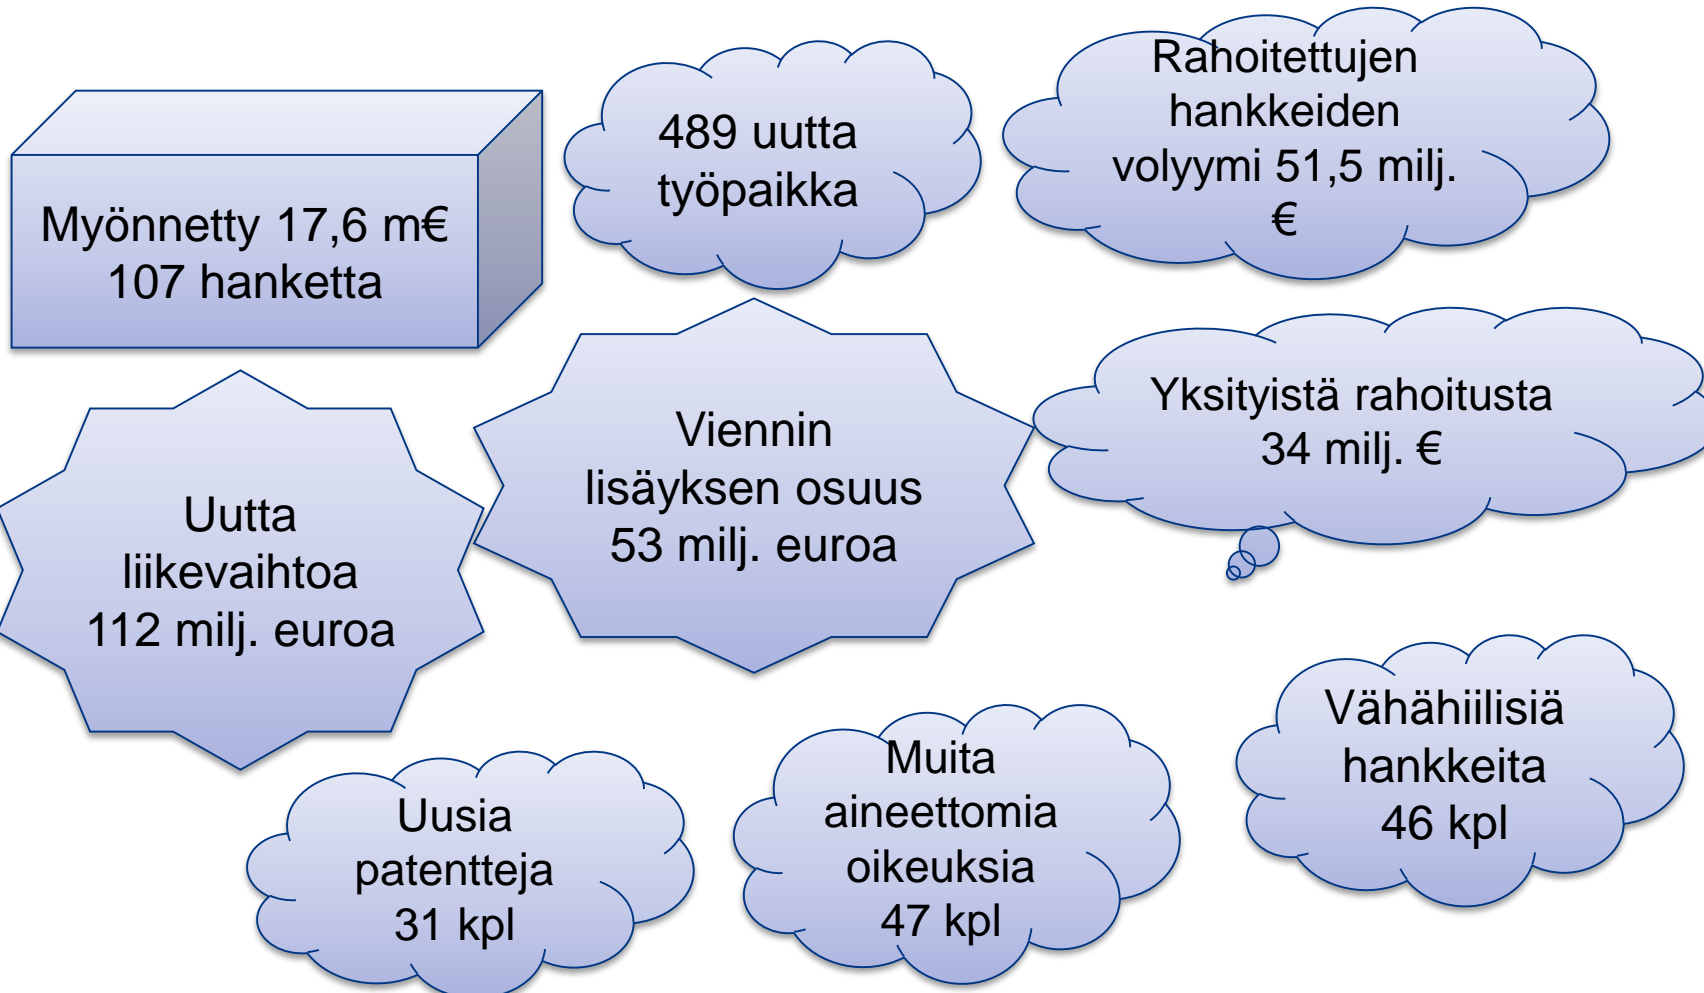 Myönnetty 17,6 m€
107 hanketta
489 uutta
työpaikka
Rahoitettujen
hankkeiden
volyymi 51,5 milj.
€
Uutta
liikevaihtoa
112 milj. euroa
Viennin
lisäyksen osuus
53 milj. euroa
Yksityistä rahoitusta
34 milj. €
Uusia
patentteja
31 kpl
Muita
aineettomia
oikeuksia
47 kpl
Vähähiilisiä
hankkeita
46 kpl